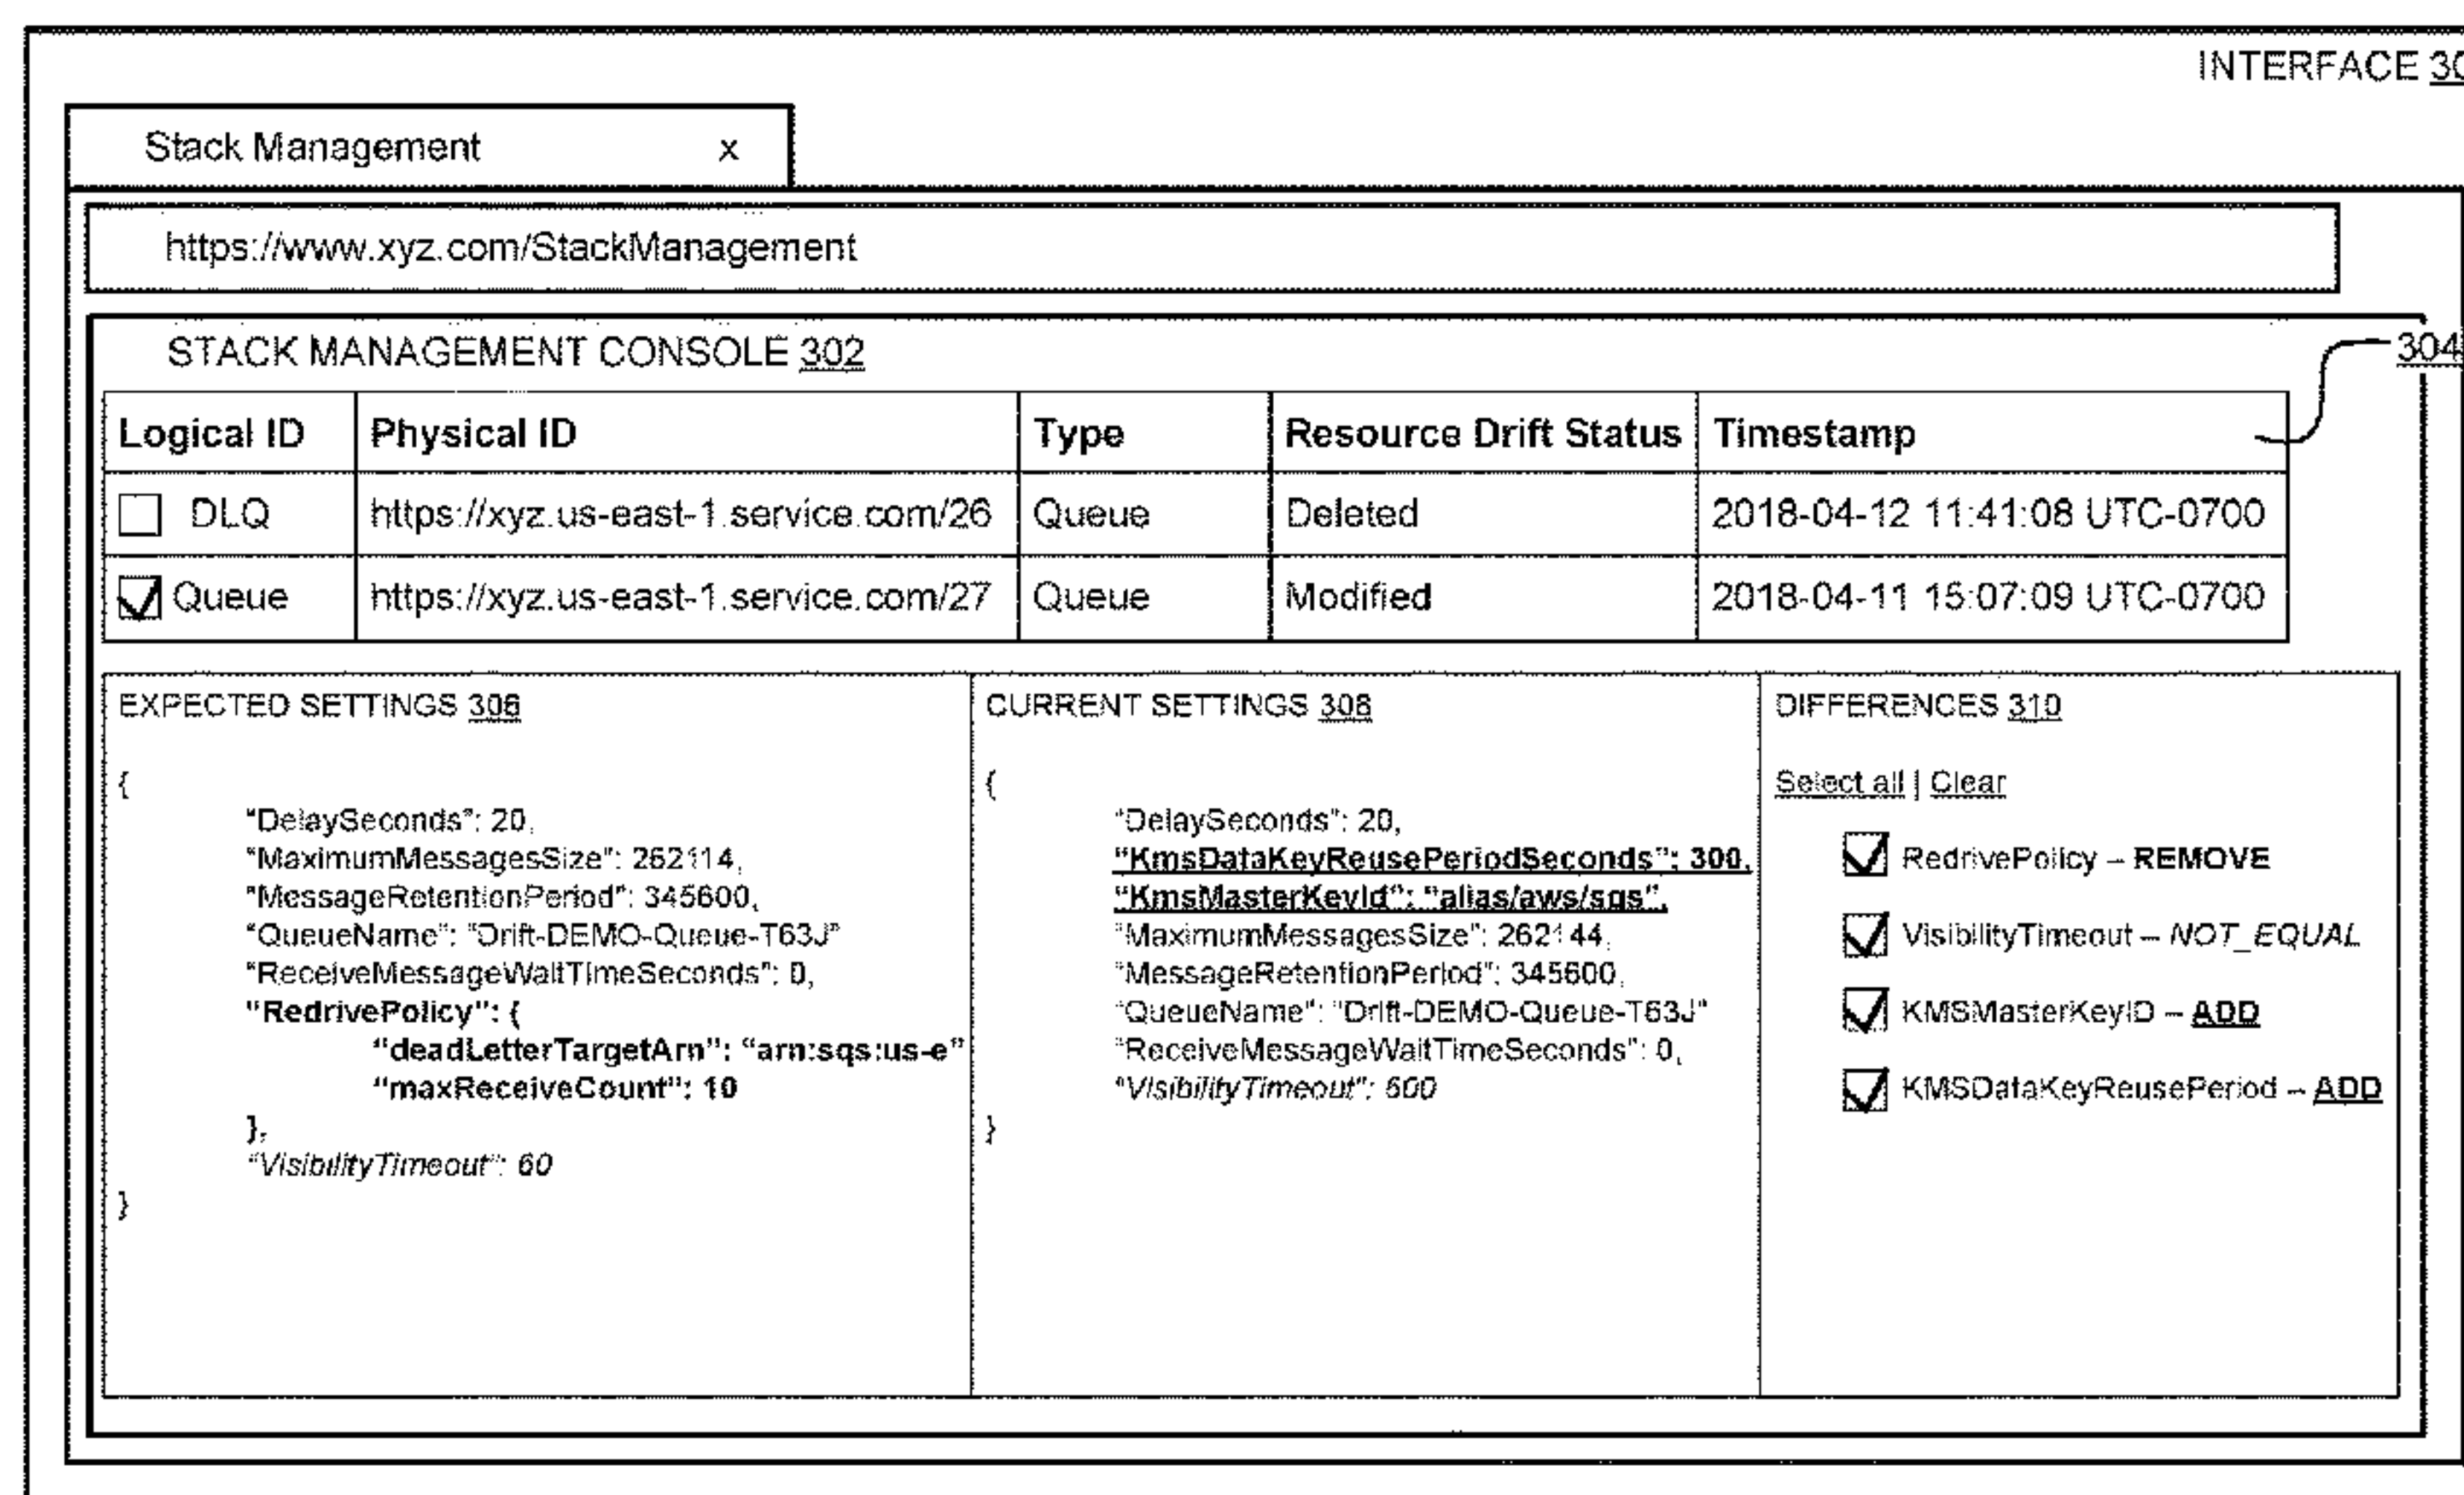 INTERFACE 30
Stack Management x
https://www.xyz.com/StackManagement
STACK MANAGEMENT CONSOLE 302
304
Logical ID Physical ID Type Resource Drift Status Timestamp
DLQ https://xyz.us-east-1.service.com/26 Queue Deleted 2018-04-12 11:41:08 UTC-0700
Queue https://xyz.us-east-1.service.com/27 Queue Modified 2018-04-11 15:07:09 UTC-0700
EXPECTED SETTINGS 306
{
"DelaySeconds": 20,
"MaximumMessagesSize": 262114,
"MessageRetentionPeriod": 345600,
"QueueName": "Drift-DEMO-Queue-T63J"
"ReceiveMessageWaitTimeSeconds": 0,
"RedrivePolicy": {
"deadLetterTargetArn": "arn:sqs:us-e"
"maxReceiveCount": 10
},
"VisibilityTimeout": 60
}
CURRENT SETTINGS 308
{
"DelaySeconds": 20,
"KmsDataKeyReusePeriodSeconds": 300,
"KmsMasterKeyId": "alias/aws/sqs",
"MaximumMessagesSize": 262144,
"MessageRetentionPeriod": 345600,
"QueueName": "Drift-DEMO-Queue-T63J"
"ReceiveMessageWaitTimeSeconds": 0,
"VisibilityTimeout": 600
}
DIFFERENCES 310
Select all | Clear
RedrivePolicy – REMOVE
VisibilityTimeout – NOT_EQUAL
KMSMasterKeyID – ADD
KMSDataKeyReusePeriod – ADD